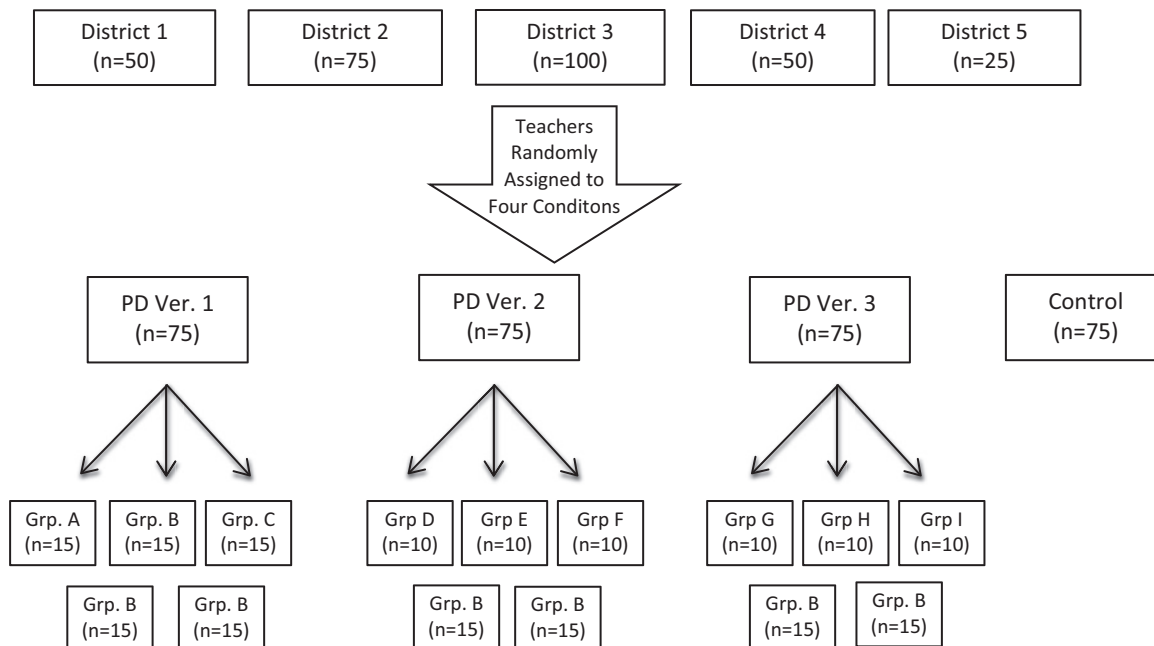 District 1
(n=50)
District 2
(n=75)
District 3
(n=100)
District 4
(n=50)
District 5
(n=25)
Teachers
Randomly
Assigned to
Four Conditons
PD Ver. 1
(n=75)
PD Ver. 2
(n=75)
PD Ver. 3
(n=75)
Control
(n=75)
Grp. A
(n=15)
Grp. B
(n=15)
Grp. C
(n=15)
Grp D
(n=10)
Grp E
(n=10)
Grp F
(n=10)
Grp G
(n=10)
Grp H
(n=10)
Grp I
(n=10)
Grp. B
(n=15)
Grp. B
(n=15)
Grp. B
(n=15)
Grp. B
(n=15)
Grp. B
(n=15)
Grp. B
(n=15)